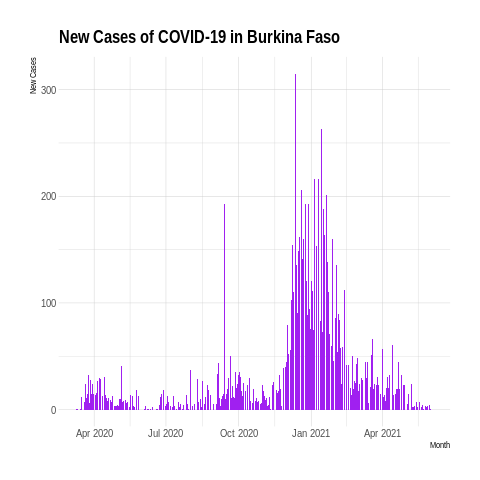 New Cases of COVID-19 in Burkina Faso
New Cases
300
200
100
0
Apr 2020 Jul 2020 Oct 2020 Jan 2021 Apr 2021
Month